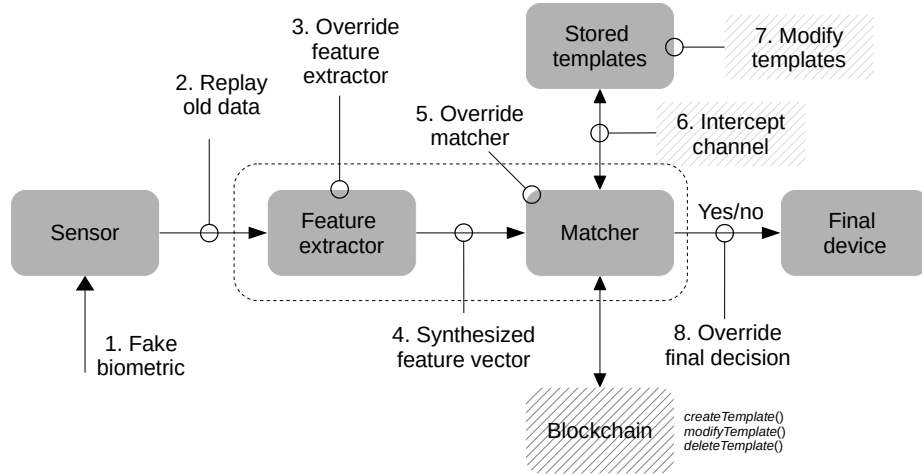 3. Override
feature
extractor
Stored
templates
7. Modify
templates
2. Replay
old data
5. Override
matcher
6. Intercept
channel
Sensor
Feature
extractor
Matcher
Yes/no
Final
device
1. Fake
biometric
4. Synthesized
feature vector
8. Override
final decision
Blockchain
createTemplate()
modifyTemplate()
deleteTemplate()